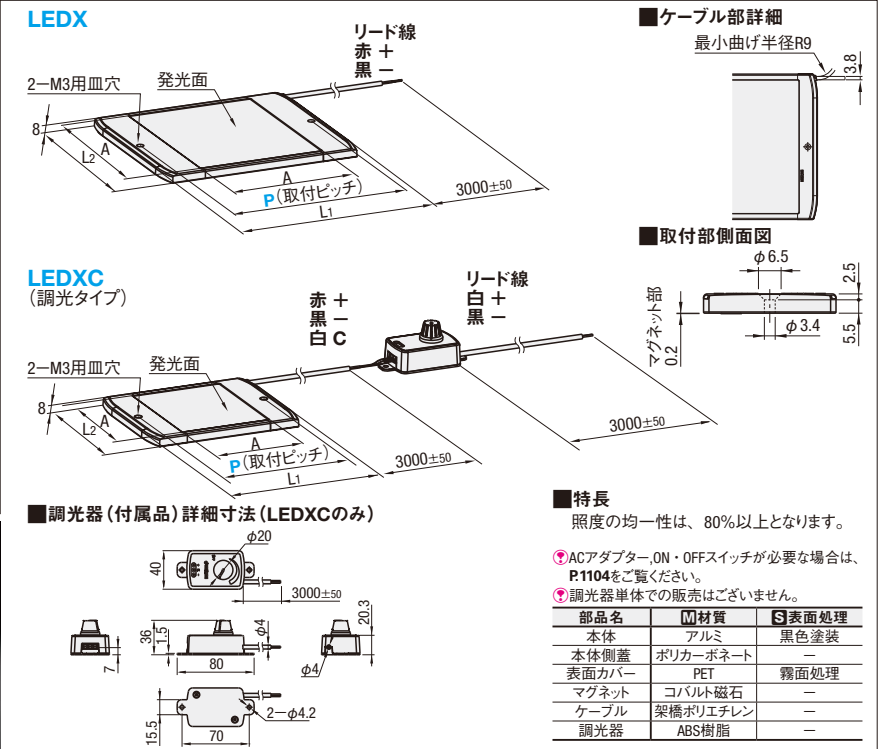 LEDX
リード線
赤 +
黒 −
2−M3用皿穴
発光面
8
L2
A
A
P(取付ピッチ)
L1
3000±50
■ケーブル部詳細
最小曲げ半径R9
3.8
■取付部側面図
φ6.5
2.5
マグネット部
0.2
φ3.4
5.5
LEDXC
(調光タイプ)
赤 +
黒 −
白 C
リード線
白 +
黒 −
2−M3用皿穴
発光面
8
L2
A
A
P(取付ピッチ)
L1
3000±50
3000±50
■調光器(付属品)詳細寸法(LEDXCのみ)
φ20
40
3000±50
7
36
1.5
φ4
80
φ4
20.3
15.5
70
2−φ4.2
■特長
照度の均一性は、80%以上となります。
ACアダプター,ON・OFFスイッチが必要な場合は、
P.1104をご覧ください。
調光器単体での販売はございません。
部品名 M材質 S表面処理
本体 アルミ 黒色塗装
本体側蓋 ポリカーボネート −
表面カバー PET 霧面処理
マグネット コバルト磁石 −
ケーブル 架橋ポリエチレン −
調光器 ABS樹脂 −